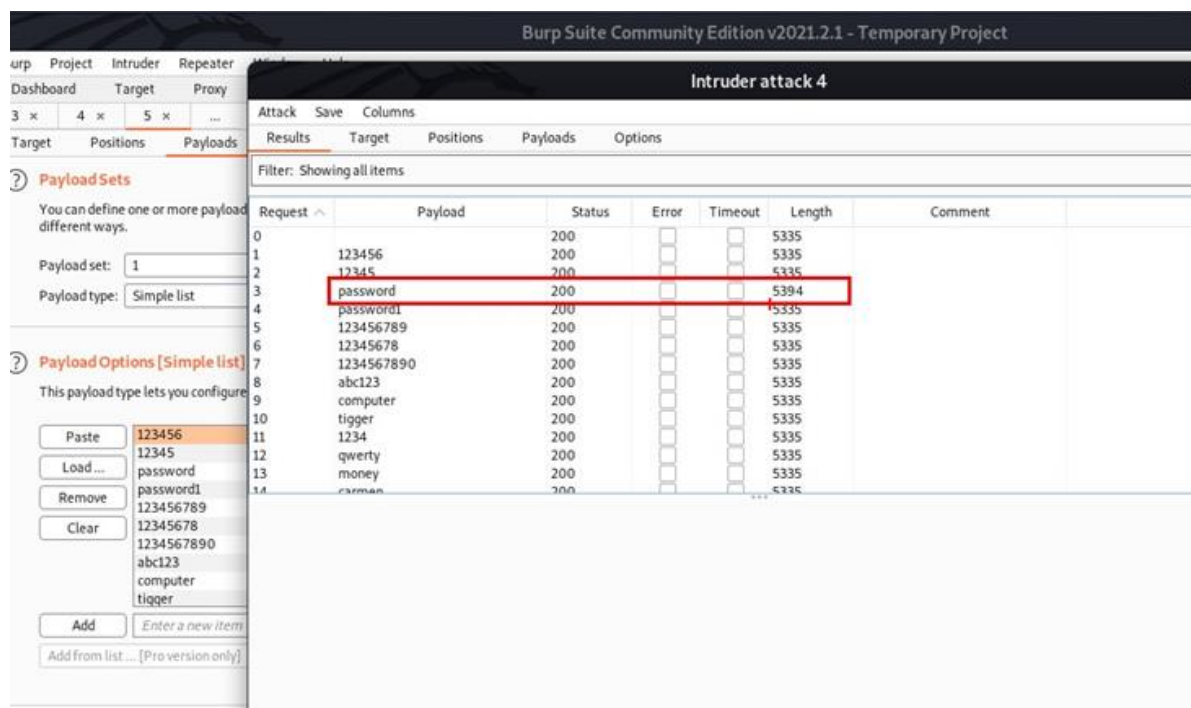 Burp Suite Community Edition v2021.2.1 - Temporary Project
urp Project Intruder Repeater
Dashboard Target Proxy
3 × 4 × 5 × ...
Target Positions Payloads
? Payload Sets
You can define one or more payload
different ways.
Payload set: 1
Payload type: Simple list
? Payload Options [Simple list]
This payload type lets you configure
Paste
Load ...
Remove
Clear
123456
12345
password
password1
123456789
12345678
1234567890
abc123
computer
tigger
Add Enter a new item
Add from list ... [Pro version only]
Intruder attack 4
Attack Save Columns
Results Target Positions Payloads Options
Filter: Showing all items
Request Payload Status Error Timeout Length Comment
0 200 5335
1 123456 200 5335
2 12345 200 5335
3 password 200 5394
4 password1 200 5335
5 123456789 200 5335
6 12345678 200 5335
7 1234567890 200 5335
8 abc123 200 5335
9 computer 200 5335
10 tigger 200 5335
11 1234 200 5335
12 qwerty 200 5335
13 money 200 5335
14 carmen 200 5335